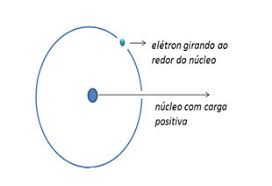 elétron girando ao
redor do núcleo
núcleo com carga
positiva